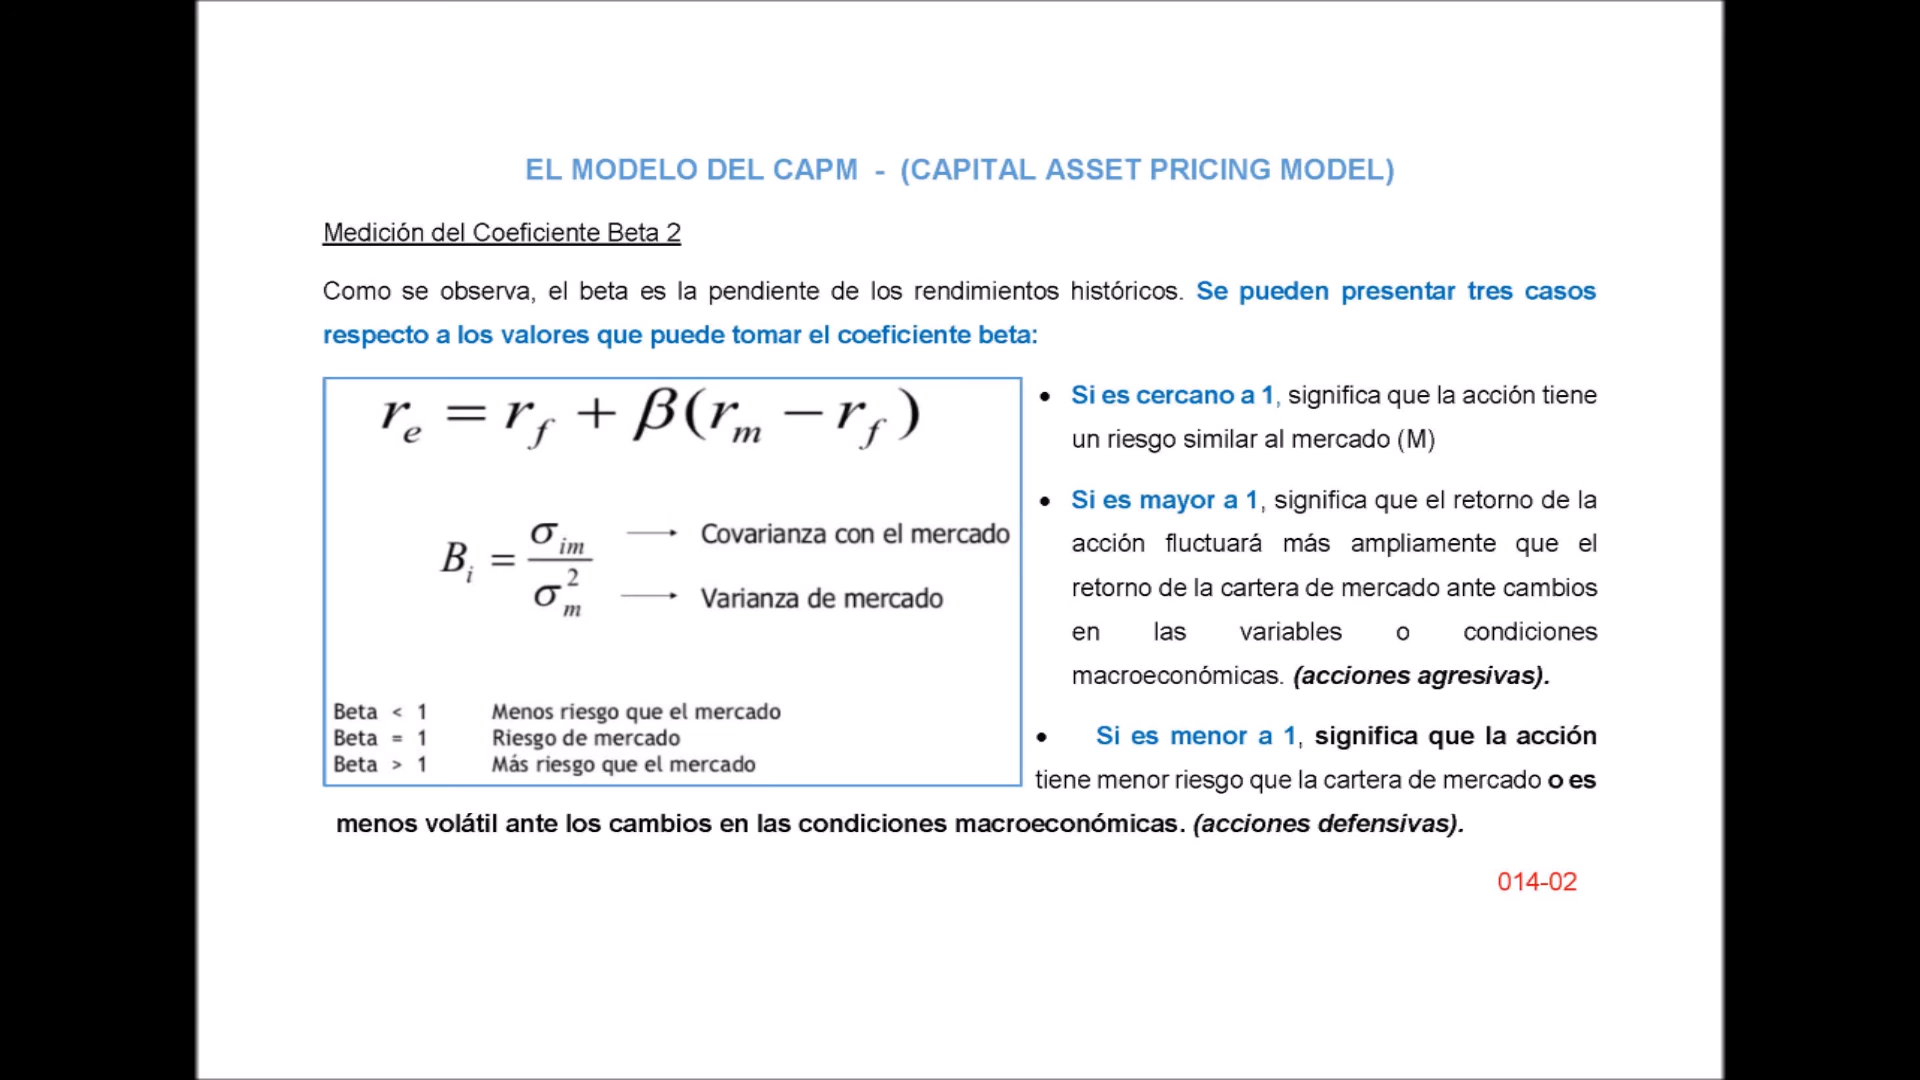 EL MODELO DEL CAPM - (CAPITAL ASSET PRICING MODEL)
Medición del Coeficiente Beta 2
Como se observa, el beta es la pendiente de los rendimientos históricos. Se pueden presentar tres casos
respecto a los valores que puede tomar el coeficiente beta:
r_e = r_f + β(r_m − r_f)
B_i = σ_im / σ_m^2
Covarianza con el mercado
Varianza de mercado
Beta < 1 Menos riesgo que el mercado
Beta = 1 Riesgo de mercado
Beta > 1 Más riesgo que el mercado
• Si es cercano a 1, significa que la acción tiene
un riesgo similar al mercado (M)
• Si es mayor a 1, significa que el retorno de la
acción fluctuará más ampliamente que el
retorno de la cartera de mercado ante cambios
en las variables o condiciones
macroeconómicas. (acciones agresivas).
• Si es menor a 1, significa que la acción
tiene menor riesgo que la cartera de mercado o es
menos volátil ante los cambios en las condiciones macroeconómicas. (acciones defensivas).
014-02